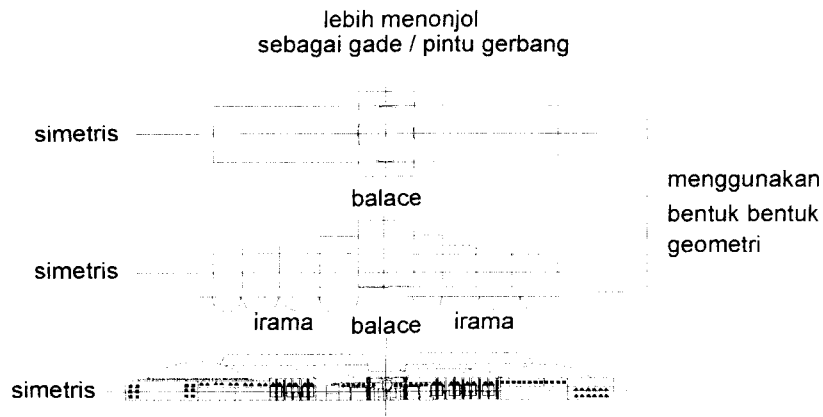 lebih menonjol
sebagai gade / pintu gerbang
simetris
balace
menggunakan
bentuk bentuk
geometri
simetris
irama balace irama
simetris